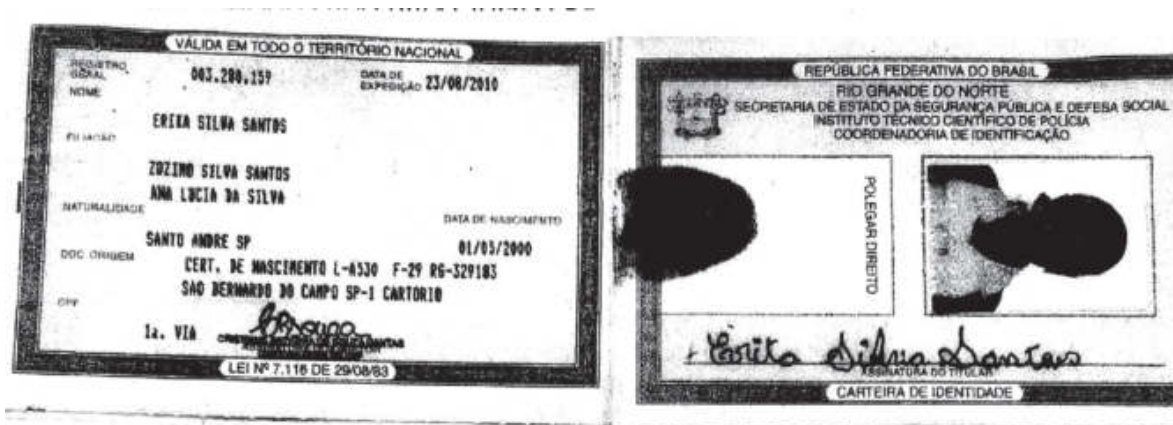 VÁLIDA EM TODO O TERRITÓRIO NACIONAL
REGISTRO GERAL 003.280.159 DATA DE EXPEDIÇÃO 23/08/2010
NOME
ERIKA SILVA SANTOS
FILIAÇÃO
ZOZIMO SILVA SANTOS
ANA LUCIA DA SILVA
NATURALIDADE DATA DE NASCIMENTO
SANTO ANDRE SP 01/05/2000
DOC ORIGEM CERT. DE NASCIMENTO L-A530 F-29 RG-329183
SAO BERNARDO DO CAMPO SP-1 CARTORIO
CPF
1a. VIA
LEI Nº 7.116 DE 29/08/83
REPÚBLICA FEDERATIVA DO BRASIL
RIO GRANDE DO NORTE
SECRETARIA DE ESTADO DA SEGURANÇA PÚBLICA E DEFESA SOCIAL
INSTITUTO TÉCNICO CIENTÍFICO DE POLÍCIA
COORDENADORIA DE IDENTIFICAÇÃO
POLEGAR DIREITO
Silva Santos
ASSINATURA DO TITULAR
CARTEIRA DE IDENTIDADE